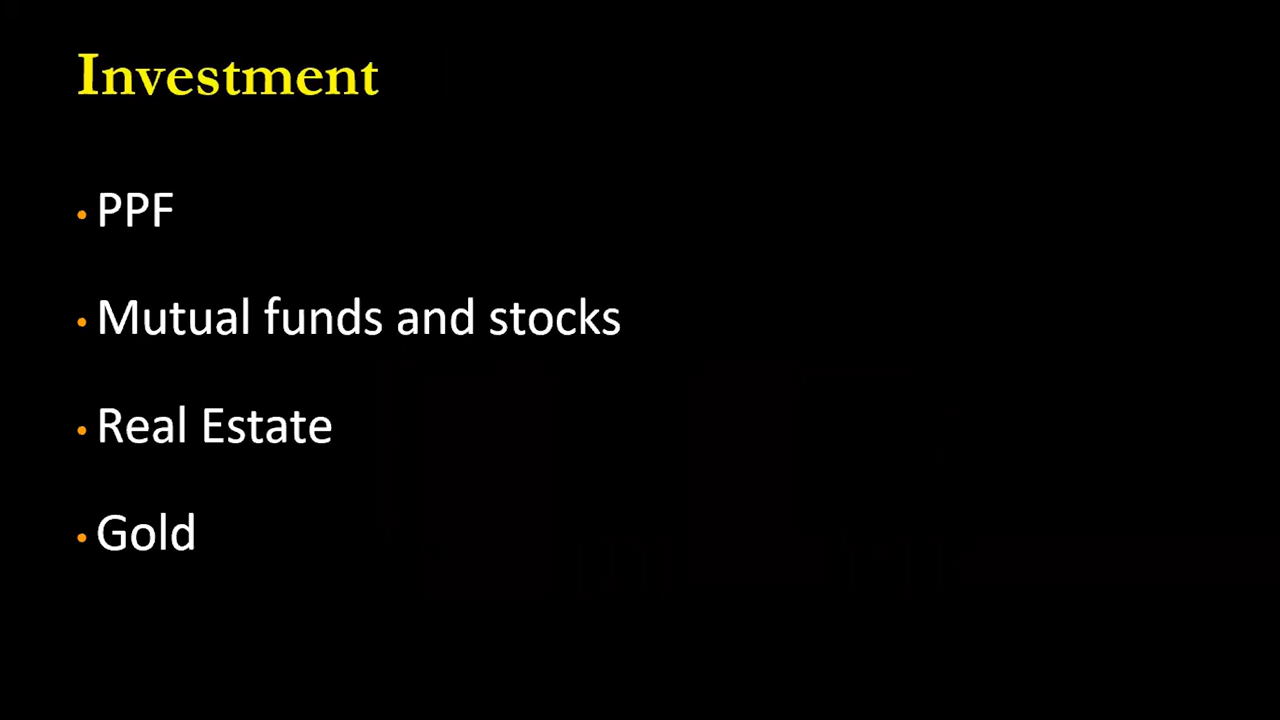 Investment
• PPF
• Mutual funds and stocks
• Real Estate
• Gold